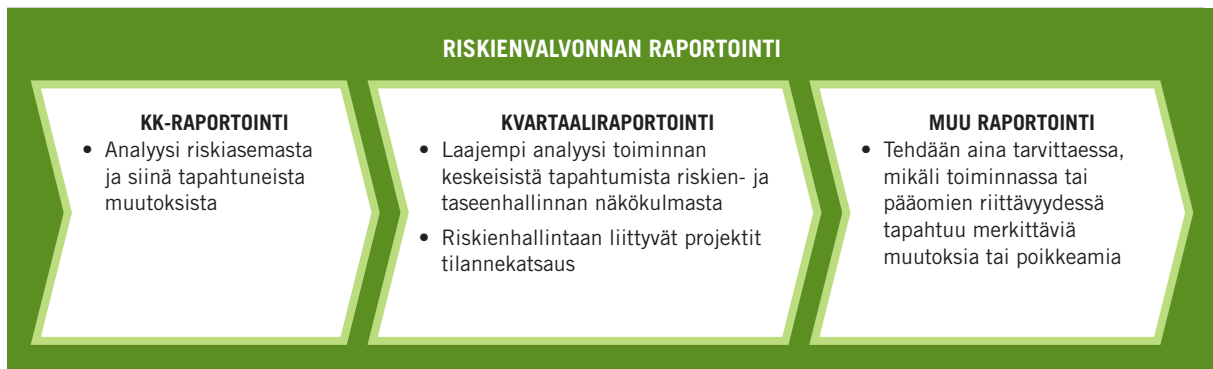 RISKIENVALVONNAN RAPORTOINTI
KK-RAPORTOINTI
• Analyysi riskiasemasta
ja siinä tapahtuneista
muutoksista
KVARTAALIRAPORTOINTI
• Laajempi analyysi toiminnan
keskeisistä tapahtumista riskien- ja
taseenhallinnan näkökulmasta
• Riskienhallintaan liittyvät projektit
tilannekatsaus
MUU RAPORTOINTI
• Tehdään aina tarvittaessa,
mikäli toiminnassa tai
pääomien riittävyydessä
tapahtuu merkittäviä
muutoksia tai poikkeamia